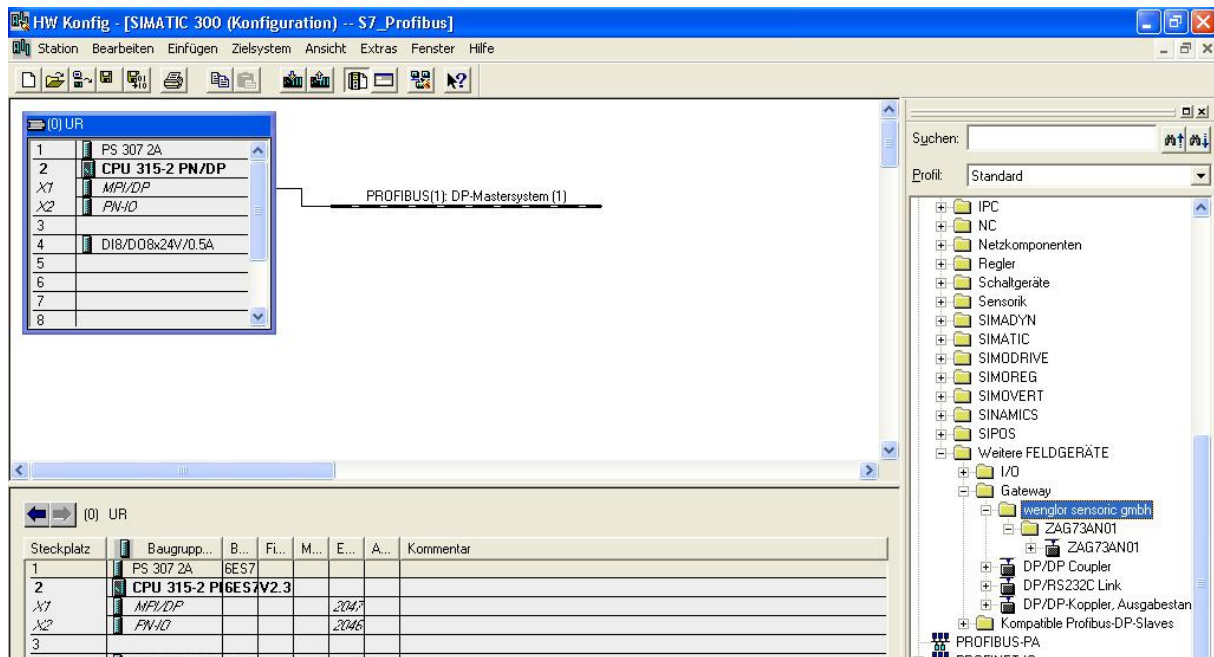 HW Konfig - [SIMATIC 300 (Konfiguration) -- S7_Profibus]
Station Bearbeiten Einfügen Zielsystem Ansicht Extras Fenster Hilfe
(0) UR
1 PS 307 2A
2 CPU 315-2 PN/DP
X1 MPI/DP
X2 PN-IO
3
4 DI8/DO8x24V/0.5A
5
6
7
8
PROFIBUS(1): DP-Mastersystem (1)
Suchen:
Profil: Standard
IPC
NC
Netzkomponenten
Regler
Schaltgeräte
Sensorik
SIMADYN
SIMATIC
SIMODRIVE
SIMOREG
SIMOVERT
SINAMICS
SIPOS
Weitere FELDGERÄTE
I/O
Gateway
wenglor sensoric gmbh
ZAG73AN01
ZAG73AN01
DP/DP Coupler
DP/RS232C Link
DP/DP-Koppler, Ausgabestan
Kompatible Profibus-DP-Slaves
PROFIBUS-PA
(0) UR
Steckplatz Baugrupp... B... Fi... M... E... A... Kommentar
1 PS 307 2A 6ES7
2 CPU 315-2 PI 6ES7 V2.3
X1 MPI/DP 2047
X2 PN-IO 2046
3